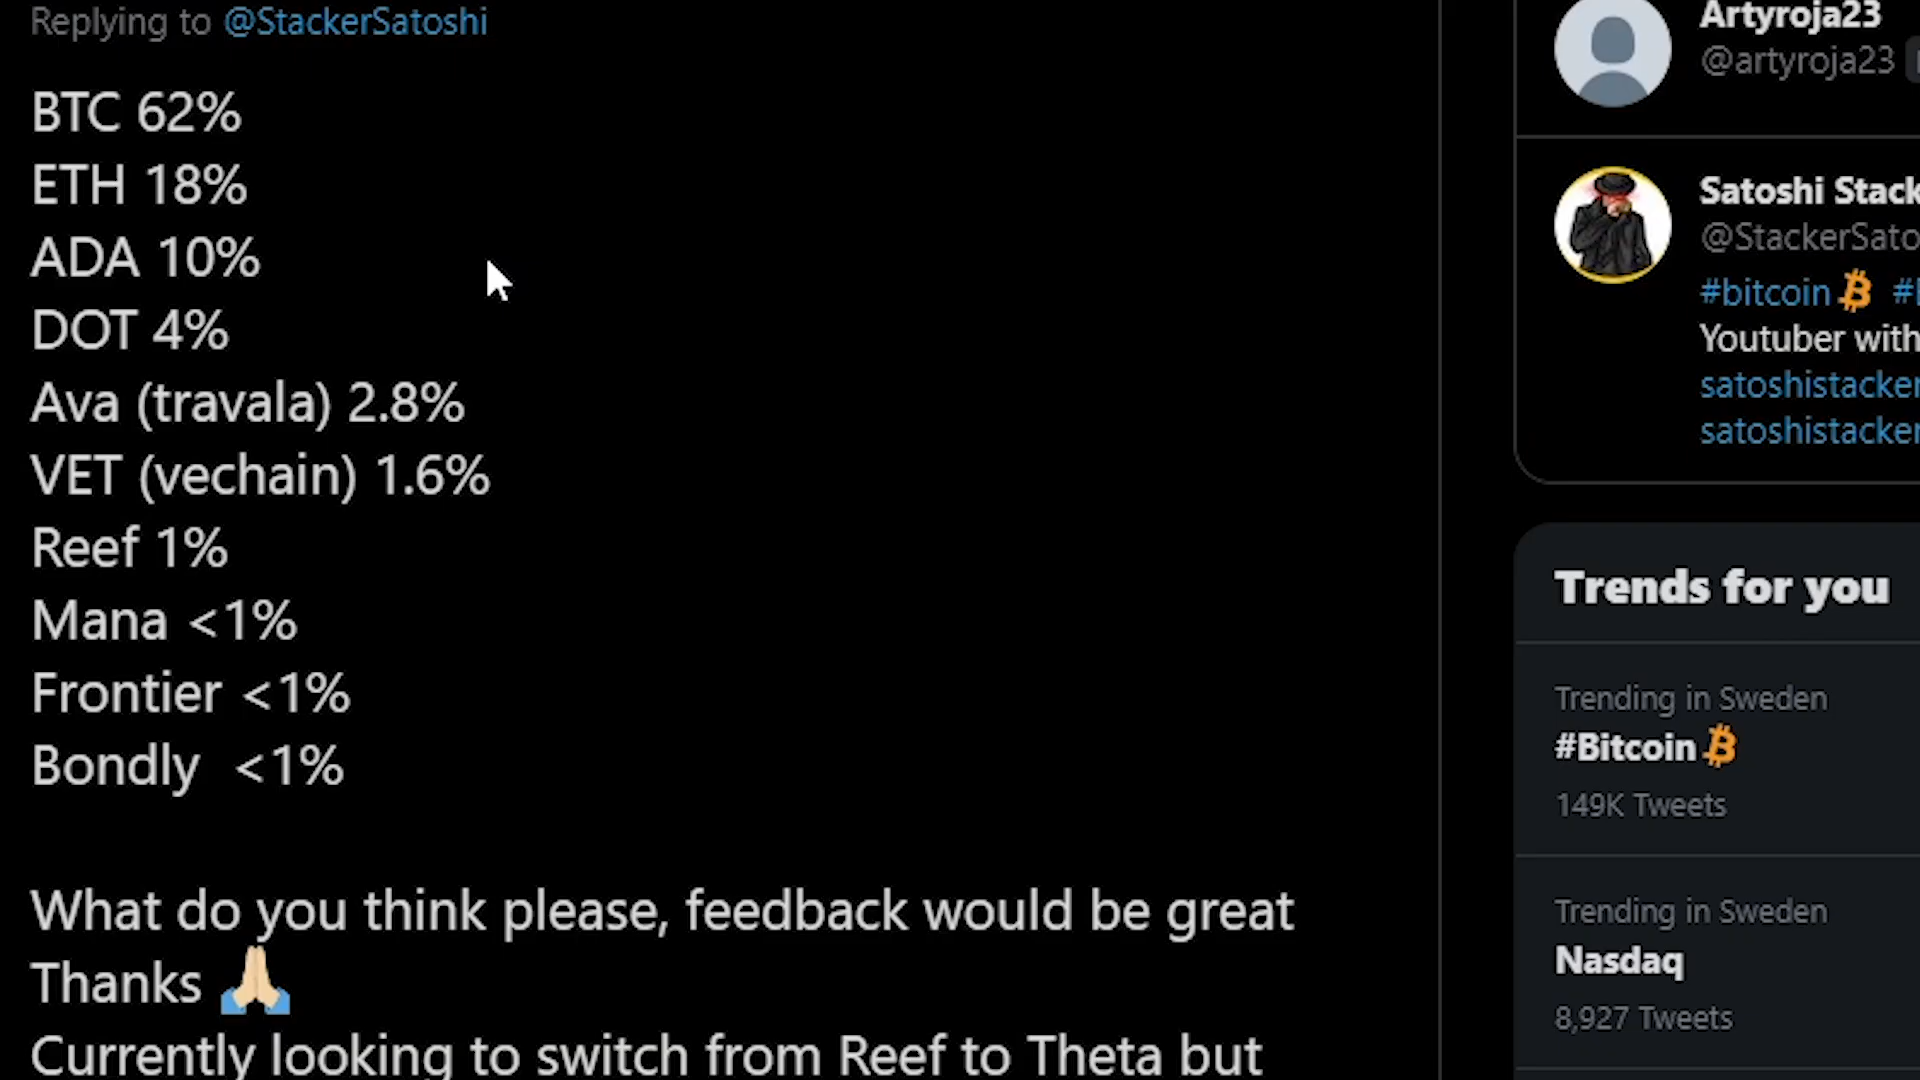 Replying to @StackerSatoshi
BTC 62%
ETH 18%
ADA 10%
DOT 4%
Ava (travala) 2.8%
VET (vechain) 1.6%
Reef 1%
Mana <1%
Frontier <1%
Bondly <1%
What do you think please, feedback would be great
Thanks 🙏🏼
Currently looking to switch from Reef to Theta but
Artyroja23
@artyroja23
Satoshi Stack
@StackerSato
#bitcoin #
Youtuber with
satoshistacker
satoshistacker
Trends for you
Trending in Sweden
#Bitcoin
149K Tweets
Trending in Sweden
Nasdaq
8,927 Tweets